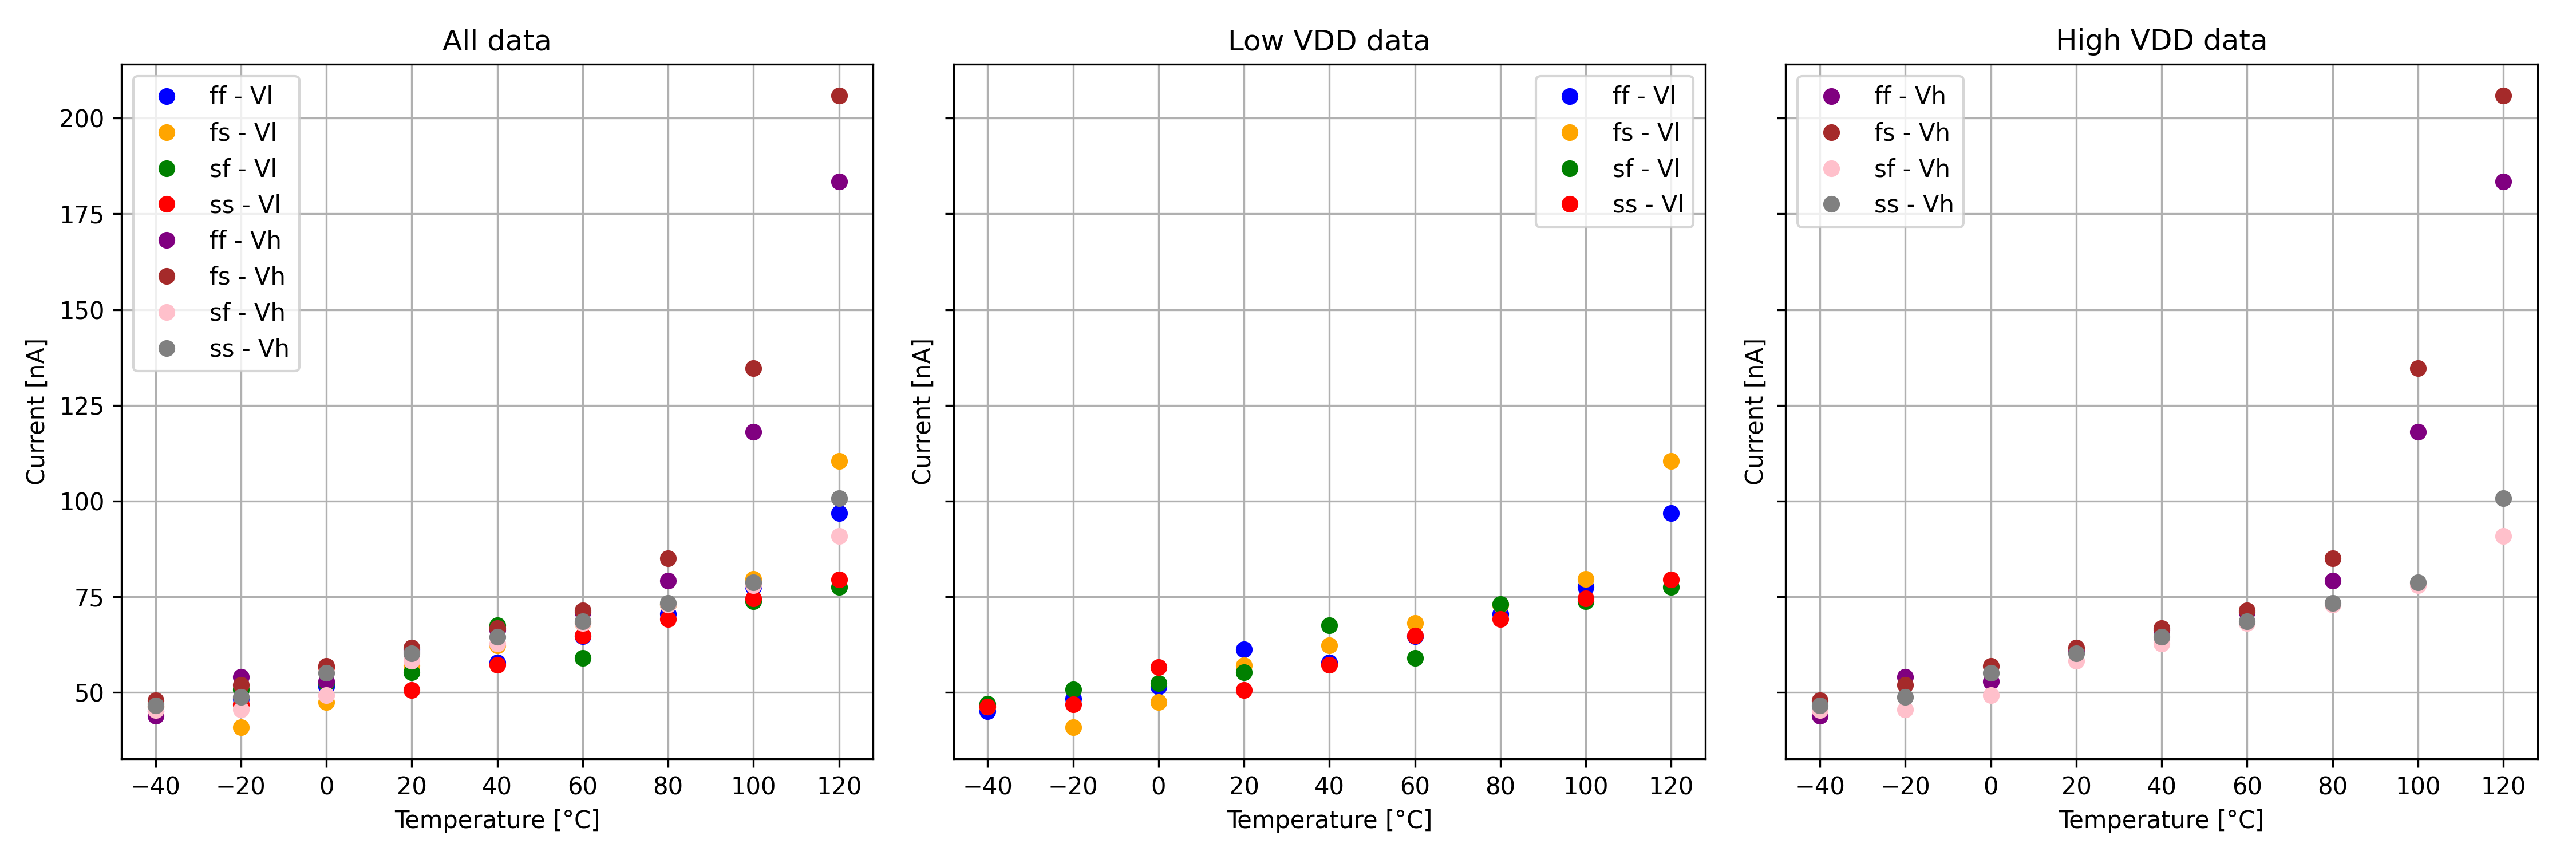 All data
ff - Vl
fs - Vl
sf - Vl
ss - Vl
ff - Vh
fs - Vh
sf - Vh
ss - Vh
200
175
150
125
100
75
50
Current [nA]
−40 −20 0 20 40 60 80 100 120
Temperature [°C]
Low VDD data
ff - Vl
fs - Vl
sf - Vl
ss - Vl
Current [nA]
−40 −20 0 20 40 60 80 100 120
Temperature [°C]
High VDD data
ff - Vh
fs - Vh
sf - Vh
ss - Vh
Current [nA]
−40 −20 0 20 40 60 80 100 120
Temperature [°C]